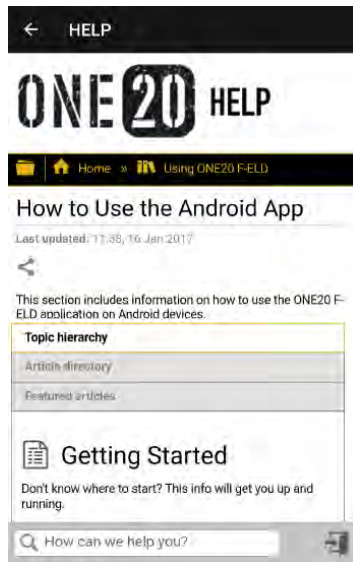 HELP
ONE20 HELP
Home » Using ONE20 F-ELD
How to Use the Android App
Last updated: 11:38, 16 Jan 2017
This section includes information on how to use the ONE20 F-
ELD application on Android devices.
Topic hierarchy
Article directory
Featured articles
Getting Started
Don't know where to start? This info will get you up and
running.
How can we help you?